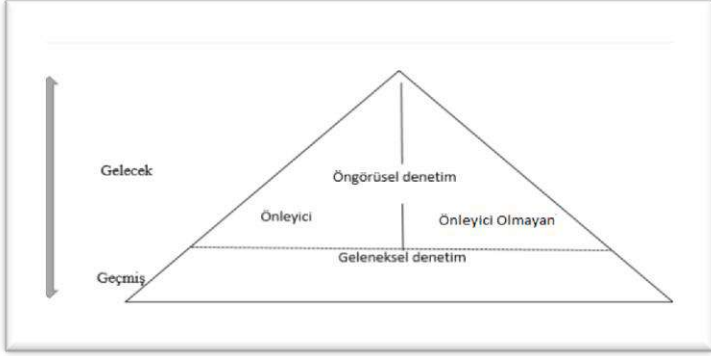 Gelecek
Öngörüsel denetim
Önleyici
Önleyici Olmayan
Geleneksel denetim
Geçmiş